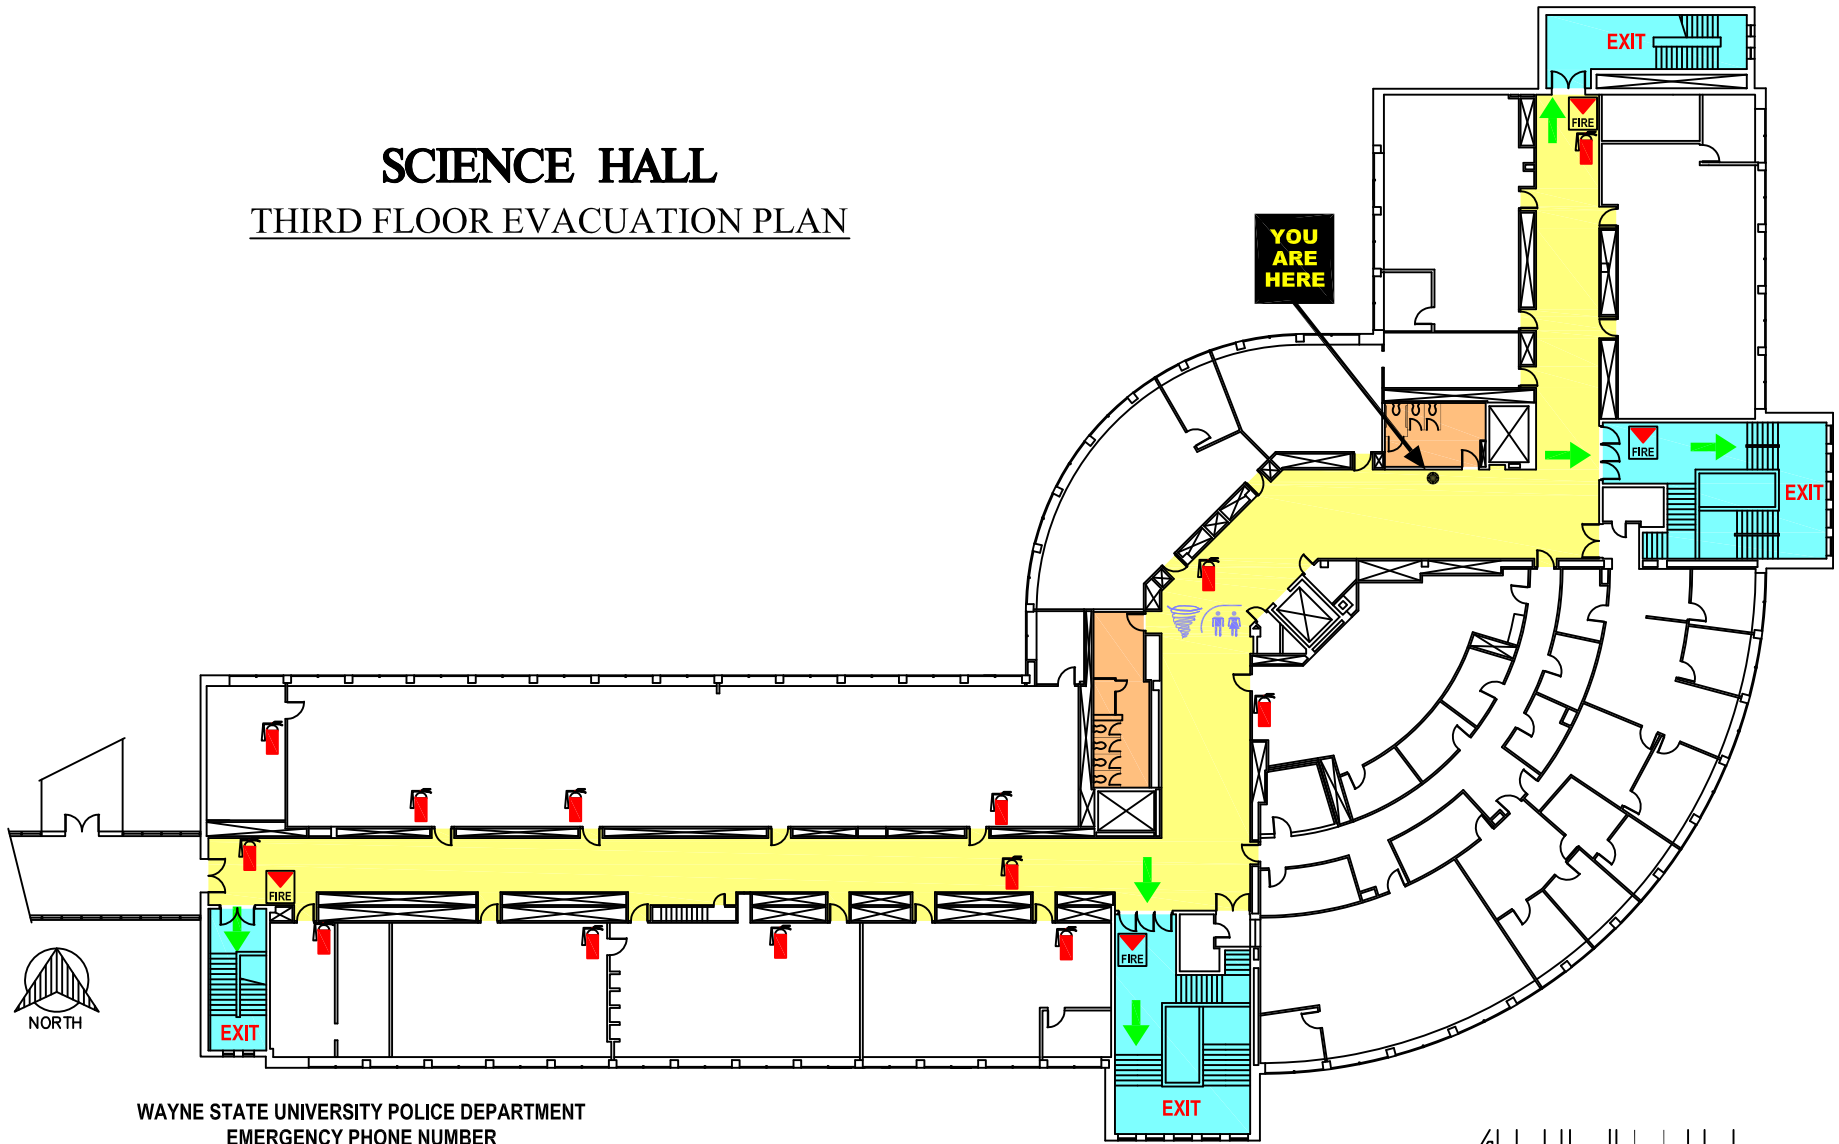 EXIT
FIRE
SCIENCE HALL
THIRD FLOOR EVACUATION PLAN
YOU
ARE
HERE
FIRE
EXIT
FIRE
FIRE
NORTH
EXIT
EXIT
WAYNE STATE UNIVERSITY POLICE DEPARTMENT
EMERGENCY PHONE NUMBER